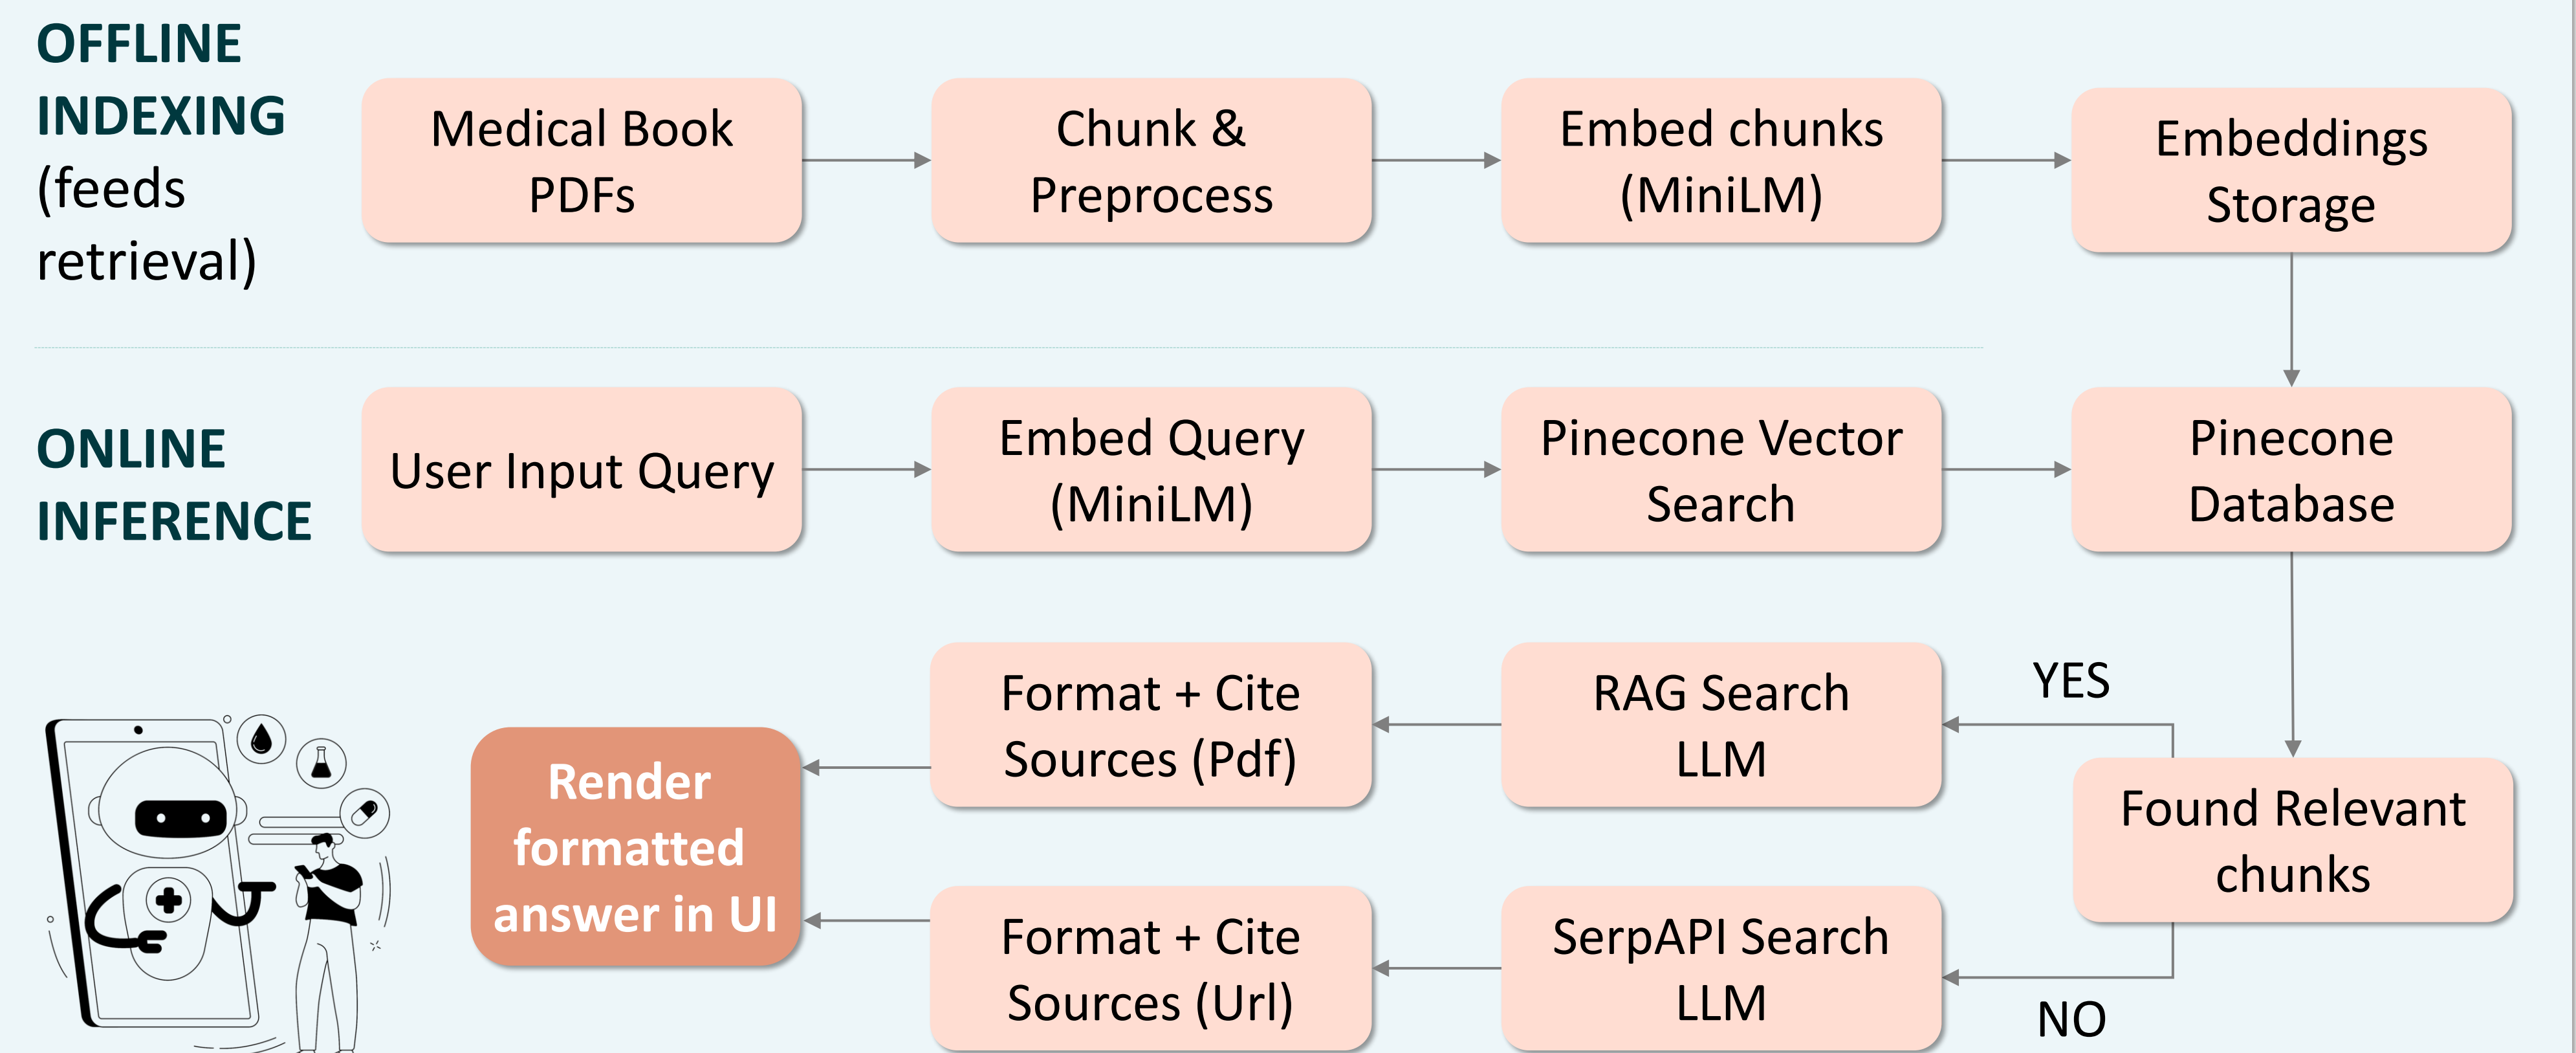 OFFLINE
INDEXING
(feeds
retrieval)
Medical Book
PDFs
Chunk &
Preprocess
Embed chunks
(MiniLM)
Embeddings
Storage
ONLINE
INFERENCE
User Input Query
Embed Query
(MiniLM)
Pinecone Vector
Search
Pinecone
Database
YES
Found Relevant
chunks
NO
RAG Search
LLM
Format + Cite
Sources (Pdf)
SerpAPI Search
LLM
Format + Cite
Sources (Url)
Render
formatted
answer in UI